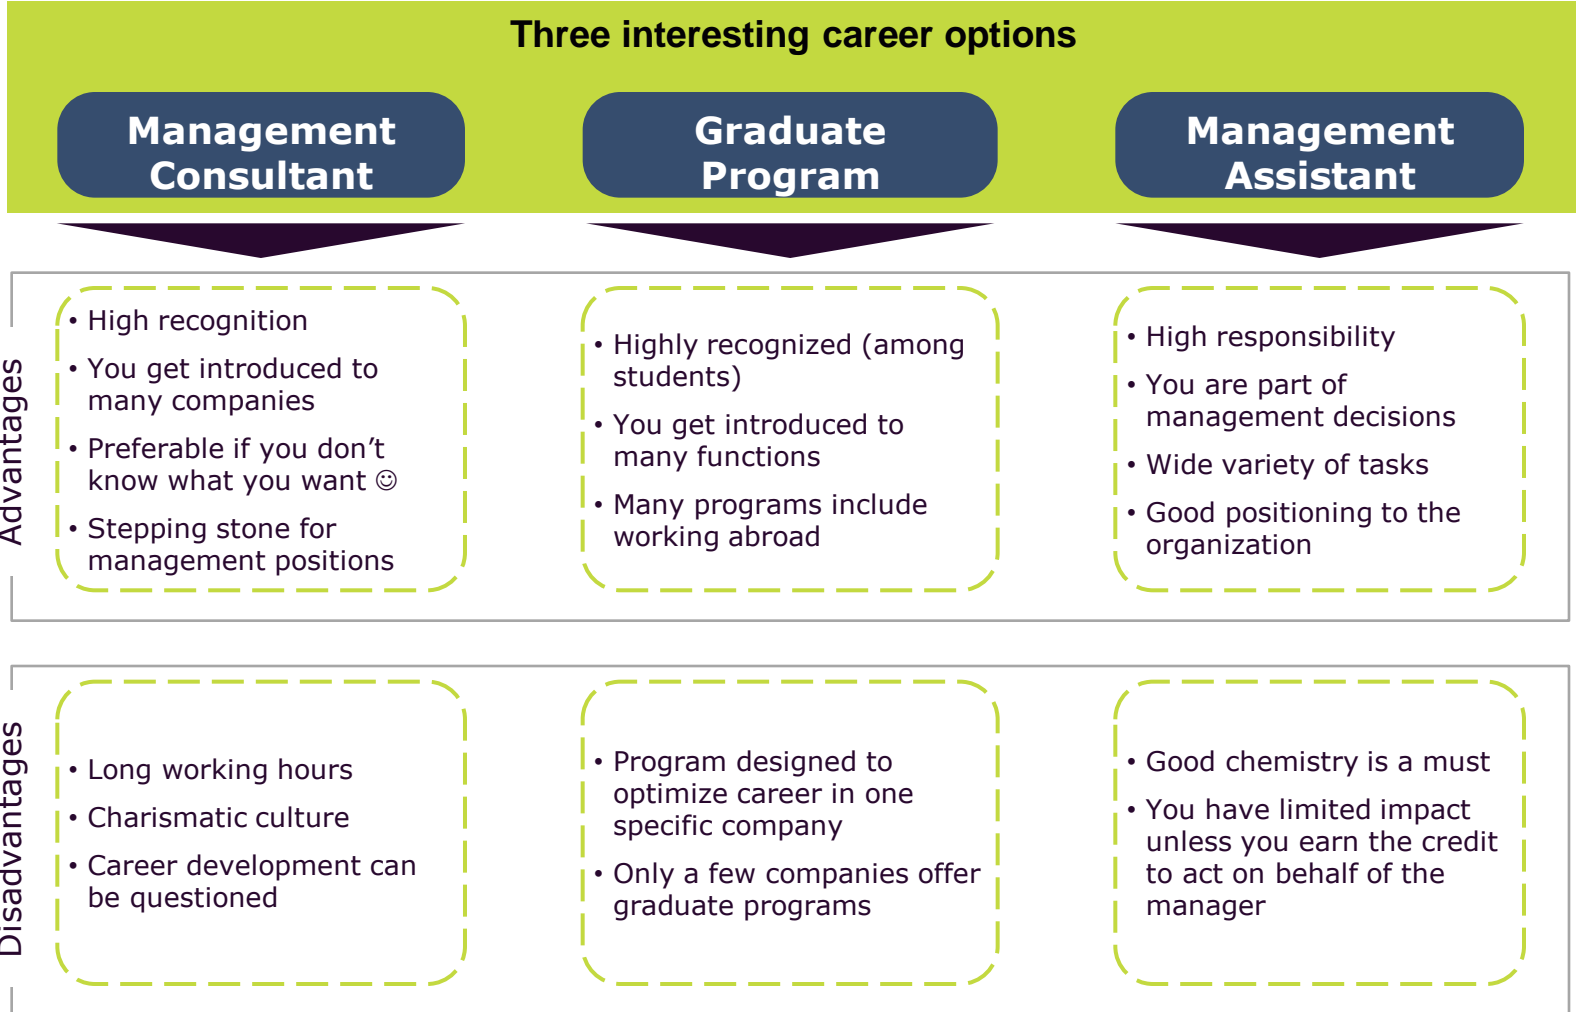 Three interesting career options
Management
Consultant
Graduate
Program
Management
Assistant
Advantages
• High recognition
• You get introduced to
many companies
• Preferable if you don’t
know what you want ☺
• Stepping stone for
management positions
• Highly recognized (among
students)
• You get introduced to
many functions
• Many programs include
working abroad
• High responsibility
• You are part of
management decisions
• Wide variety of tasks
• Good positioning to the
organization
Disadvantages
• Long working hours
• Charismatic culture
• Career development can
be questioned
• Program designed to
optimize career in one
specific company
• Only a few companies offer
graduate programs
• Good chemistry is a must
• You have limited impact
unless you earn the credit
to act on behalf of the
manager